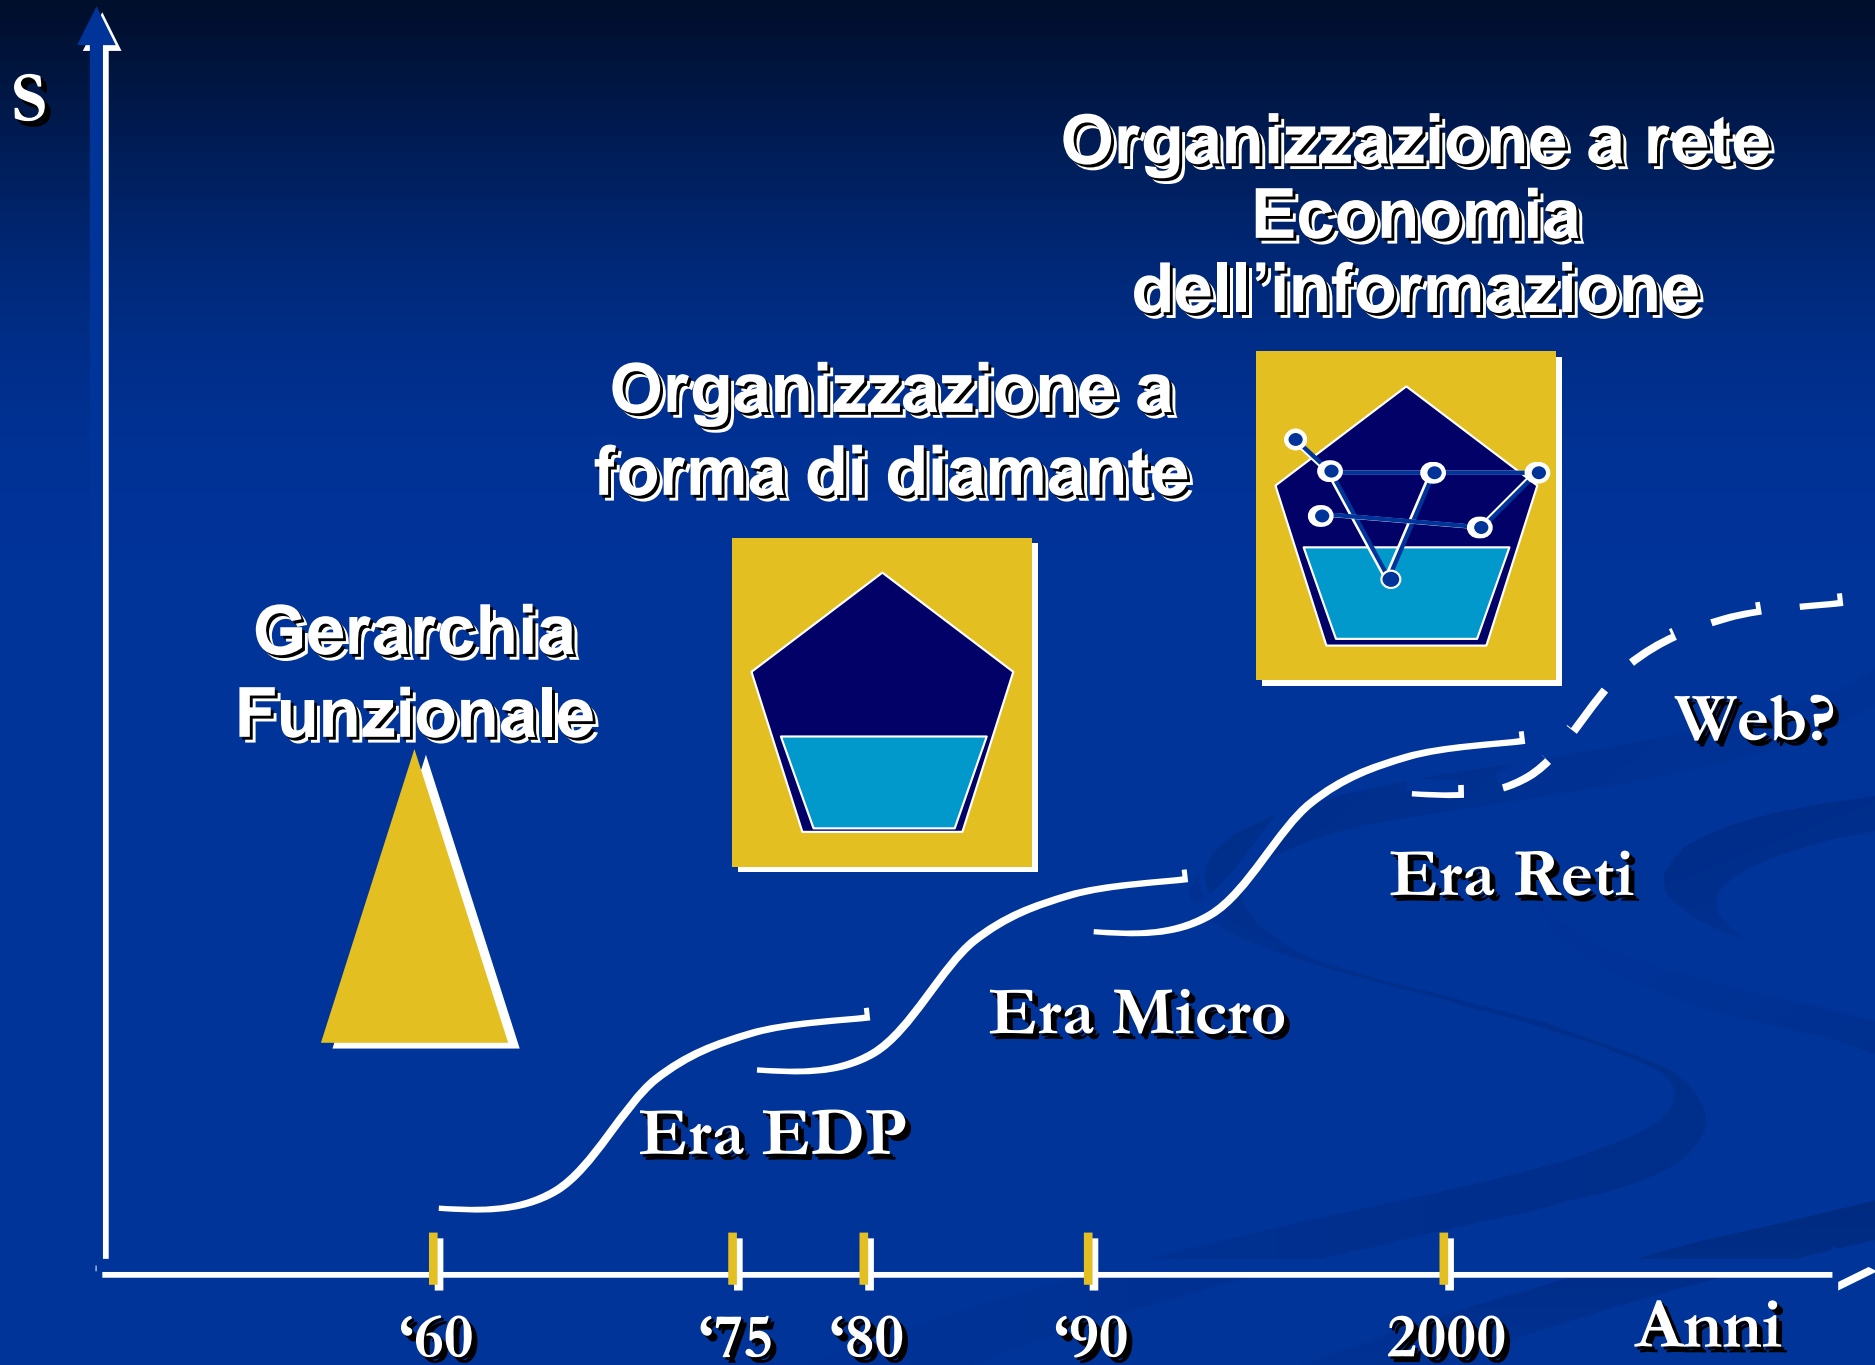 S
Organizzazione a rete
Economia
dell’informazione
Organizzazione a
forma di diamante
Gerarchia
Funzionale
Web?
Era Reti
Era Micro
Era EDP
‘60
‘75
‘80
‘90
2000
Anni